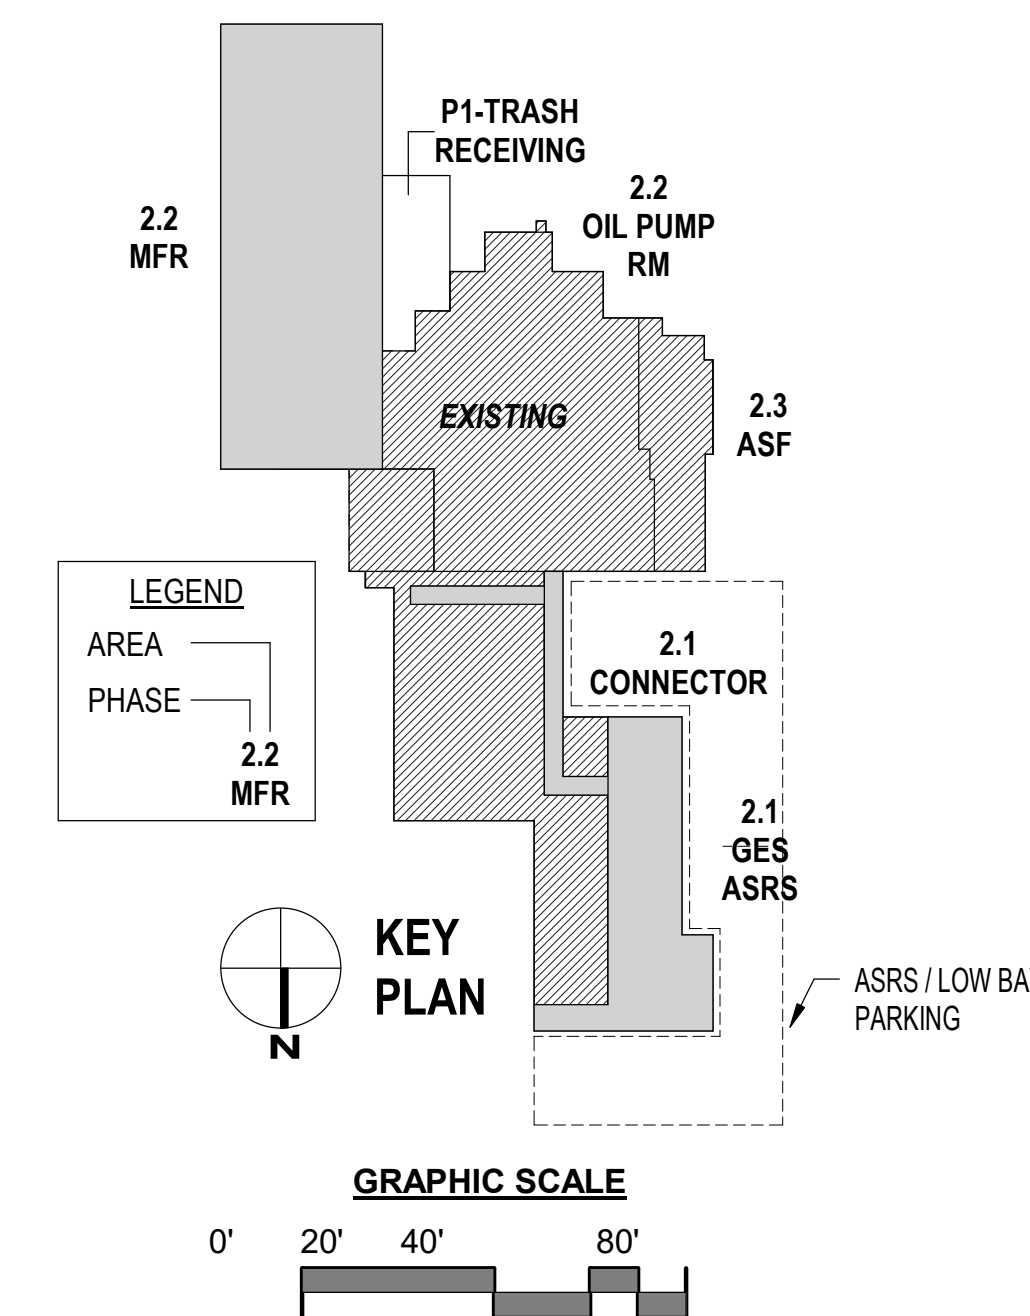 P1-TRASH
RECEIVING
2.2
OIL PUMP
RM
2.2
MFR
EXISTING
2.3
ASF
LEGEND
AREA
PHASE
2.2
MFR
2.1
CONNECTOR
2.1
GES
ASRS
KEY
PLAN
N
ASRS / LOW BA
PARKING
GRAPHIC SCALE
0' 20' 40' 80'